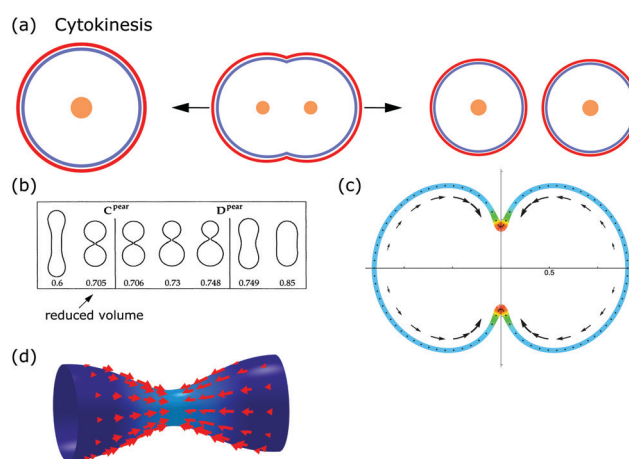 (a) Cytokinesis
(b)
C^pear D^pear
0.6 0.705 0.706 0.73 0.748 0.749 0.85
reduced volume
(c)
0.5
(d)